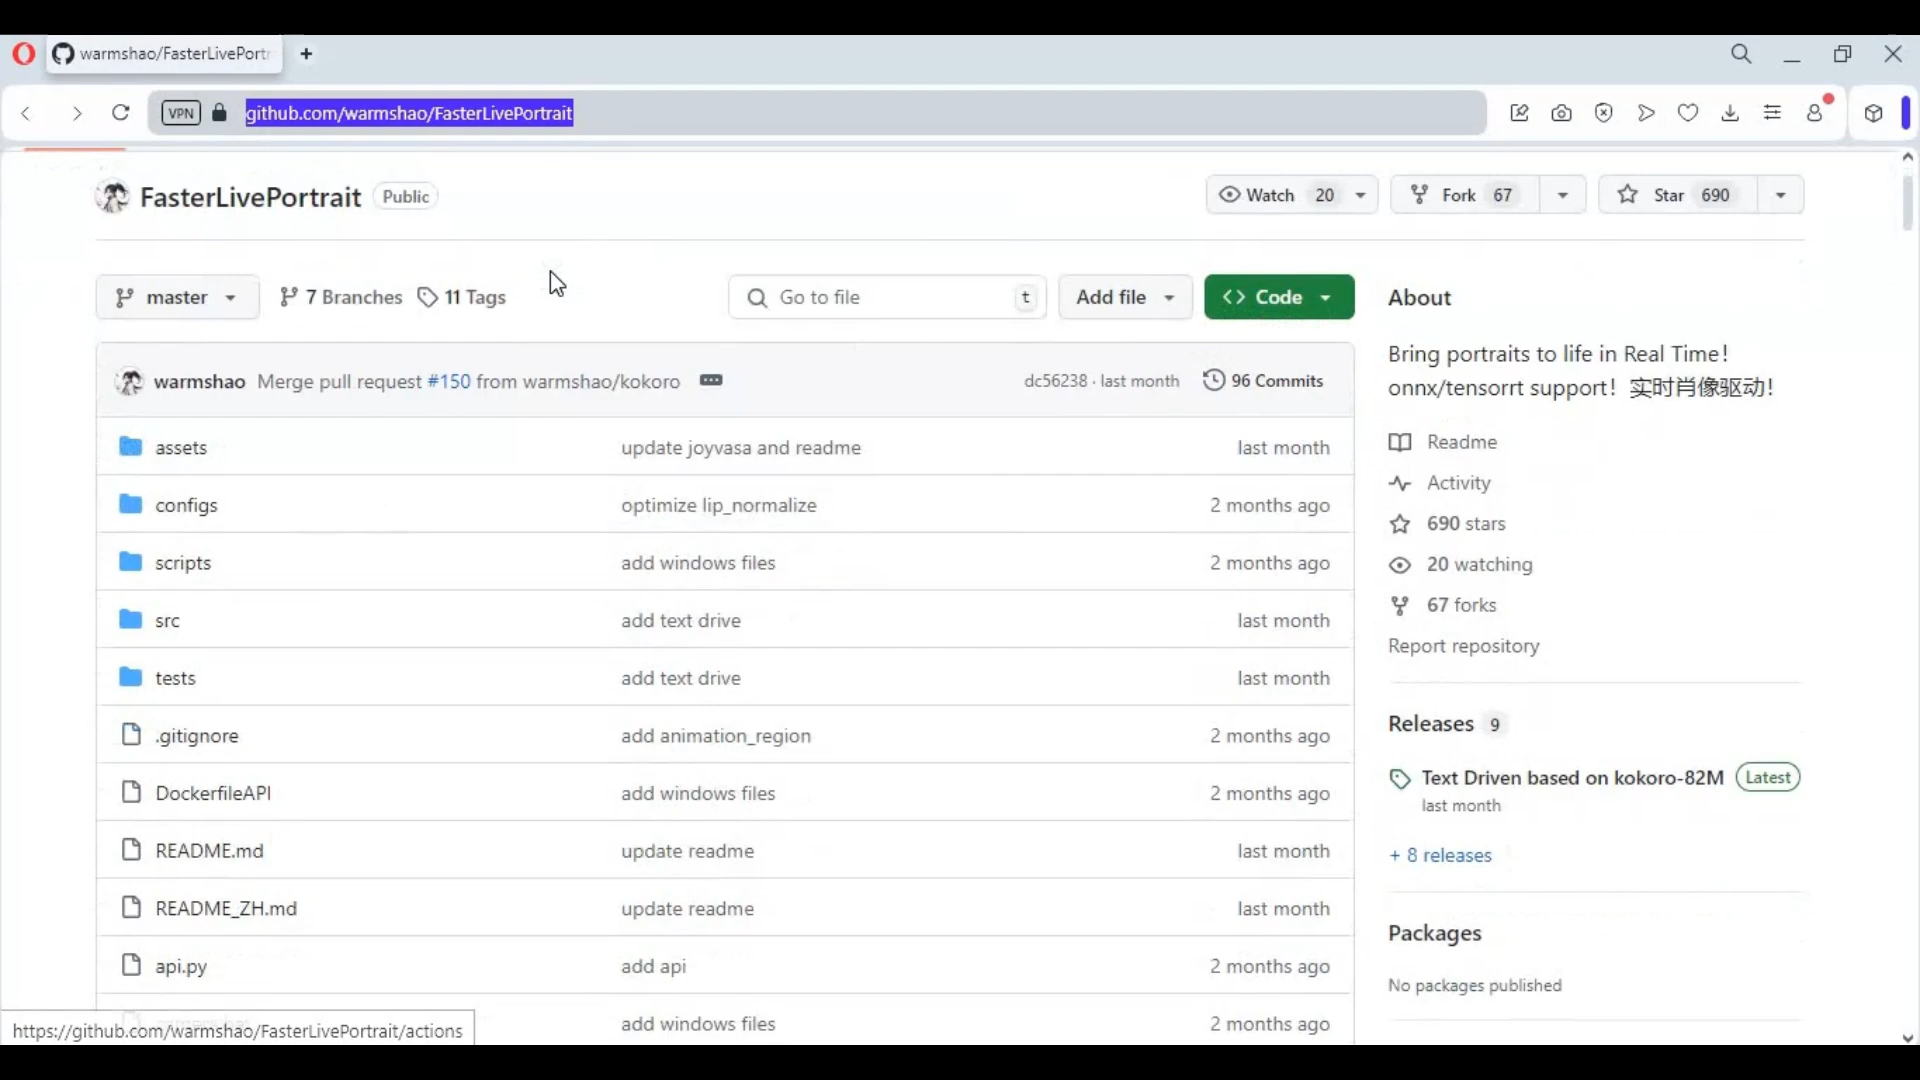 warmshao/FasterLivePortr
VPN github.com/warmshao/FasterLivePortrait
FasterLivePortrait Public
Watch 20
Fork 67
Star 690
master
7 Branches
11 Tags
Go to file t
Add file
Code
warmshao Merge pull request #150 from warmshao/kokoro
dc56238 · last month
96 Commits
assets update joyvasa and readme last month
configs optimize lip_normalize 2 months ago
scripts add windows files 2 months ago
src add text drive last month
tests add text drive last month
.gitignore add animation_region 2 months ago
DockerfileAPI add windows files 2 months ago
README.md update readme last month
README_ZH.md update readme last month
api.py add api 2 months ago
add windows files 2 months ago
About
Bring portraits to life in Real Time!
onnx/tensorrt support! 实时肖像驱动!
Readme
Activity
690 stars
20 watching
67 forks
Report repository
Releases 9
Text Driven based on kokoro-82M Latest
last month
+ 8 releases
Packages
No packages published
https://github.com/warmshao/FasterLivePortrait/actions